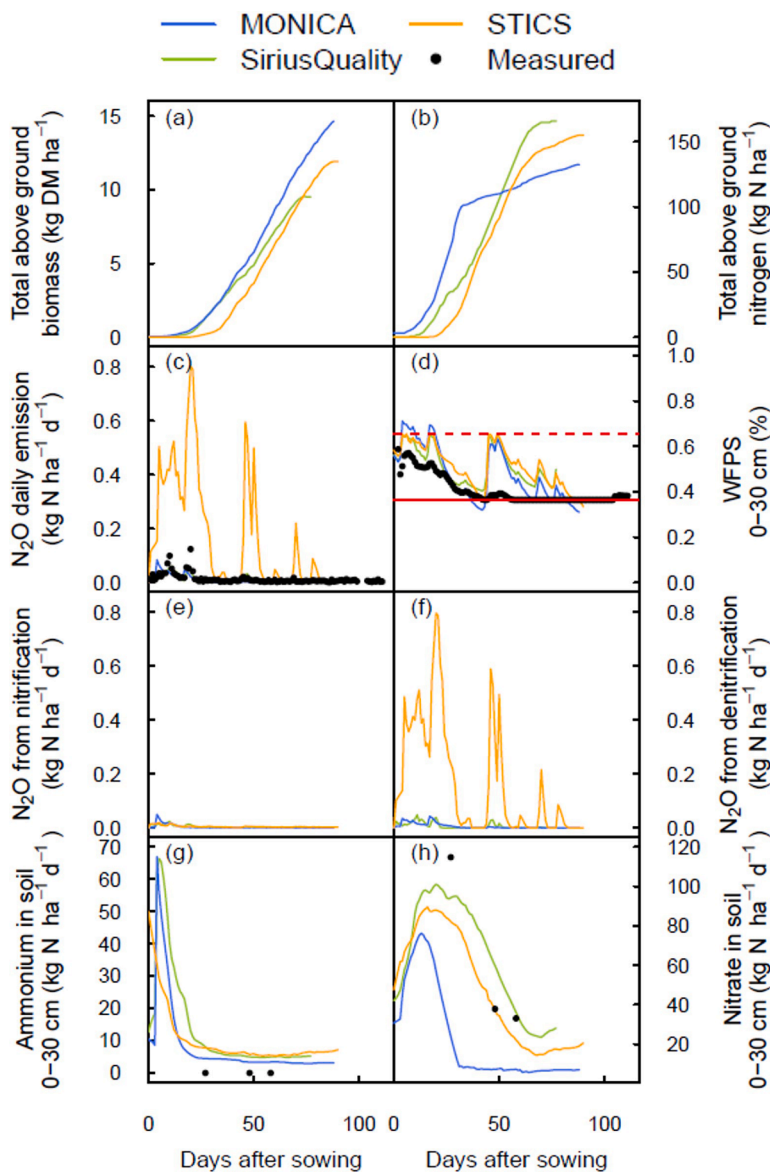 MONICA STICS
SiriusQuality Measured
(a) (b)
15
10
5
0
150
100
50
0
Total above ground
biomass (kg DM ha−1)
Total above ground
nitrogen (kg N ha−1)
(c) (d)
0.8
0.6
0.4
0.2
0.0
1.0
0.8
0.6
0.4
0.2
0.0
N2O daily emission
(kg N ha−1 d−1)
WFPS
0−30 cm (%)
(e) (f)
0.8
0.6
0.4
0.2
0.0
0.8
0.6
0.4
0.2
0.0
N2O from nitrification
(kg N ha−1 d−1)
N2O from denitrification
(kg N ha−1 d−1)
(g) (h)
70
60
50
40
30
20
10
0
120
100
80
60
40
20
Ammonium in soil
0−30 cm (kg N ha−1 d−1)
Nitrate in soil
0−30 cm (kg N ha−1 d−1)
0 50 100 0 50 100
Days after sowing Days after sowing